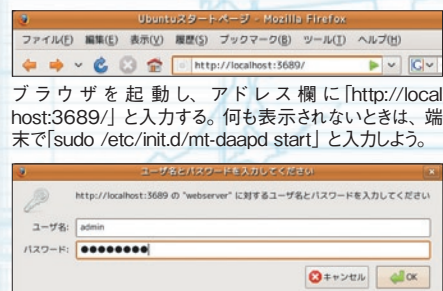 Ubuntuスタートページ - Mozilla Firefox
ファイル(F) 編集(E) 表示(V) 履歴(S) ブックマーク(B) ツール(T) ヘルプ(H)
http://localhost:3689/
ブラウザを起動し、アドレス欄に「http://local
host:3689/」と入力する。何も表示されないときは、端
末で「sudo /etc/init.d/mt-daapd start」と入力しよう。
ユーザ名とパスワードを入力してください
http://localhost:3689 の "webserver" に対するユーザ名とパスワードを入力してください
ユーザ名: admin
パスワード: ●●●●●●●●
キャンセル OK